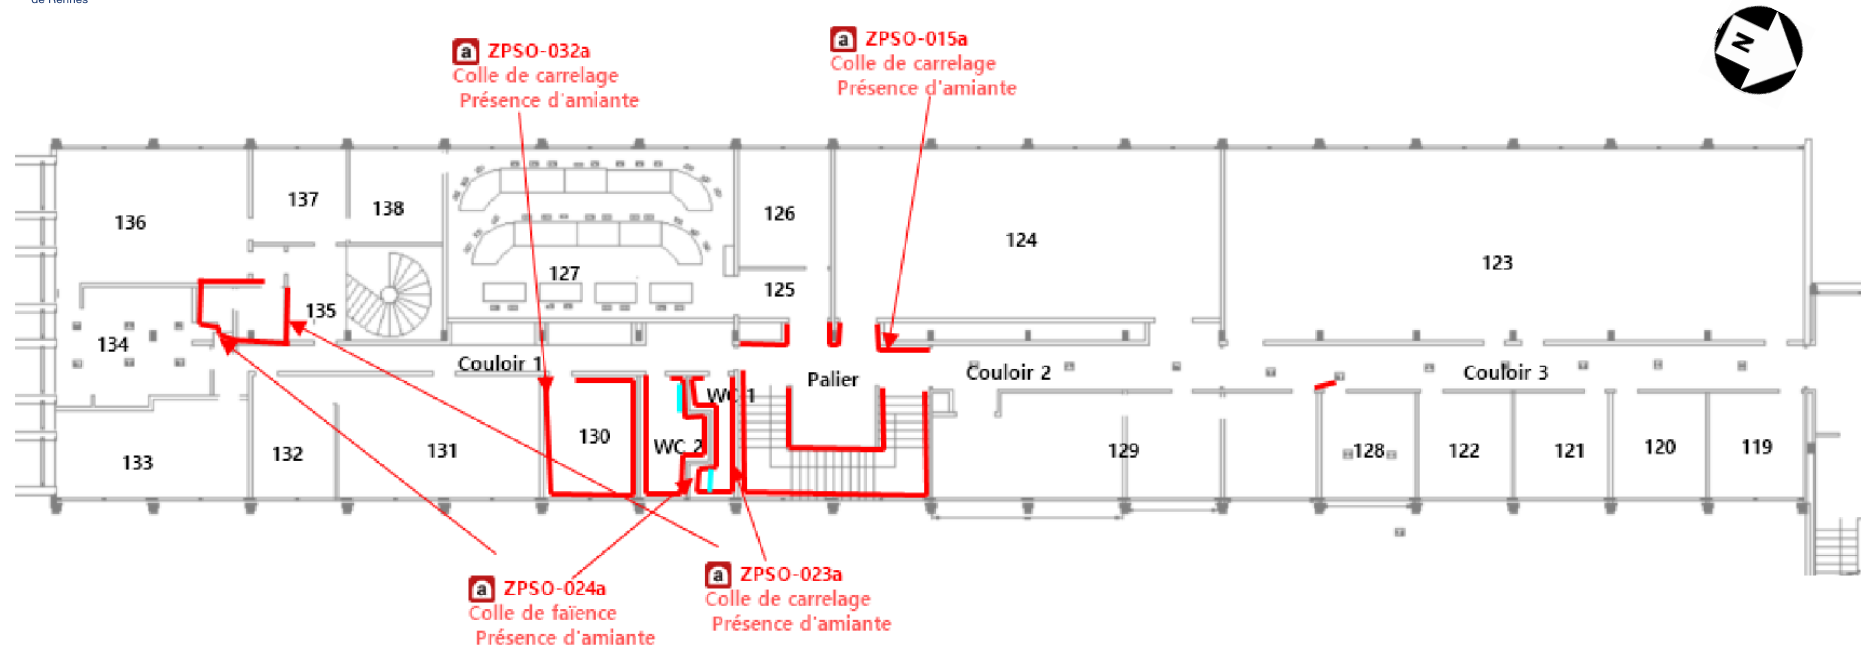 de Rennes
a ZPSO-032a
Colle de carrelage
Présence d'amiante
a ZPSO-015a
Colle de carrelage
Présence d'amiante
N
136
137
138
127
126
125
124
123
135
134
Couloir 1
Palier
Couloir 2
Couloir 3
133
132
131
130
WC 2
WC 1
129
128
122
121
120
119
a ZPSO-024a
Colle de faïence
Présence d'amiante
a ZPSO-023a
Colle de carrelage
Présence d'amiante